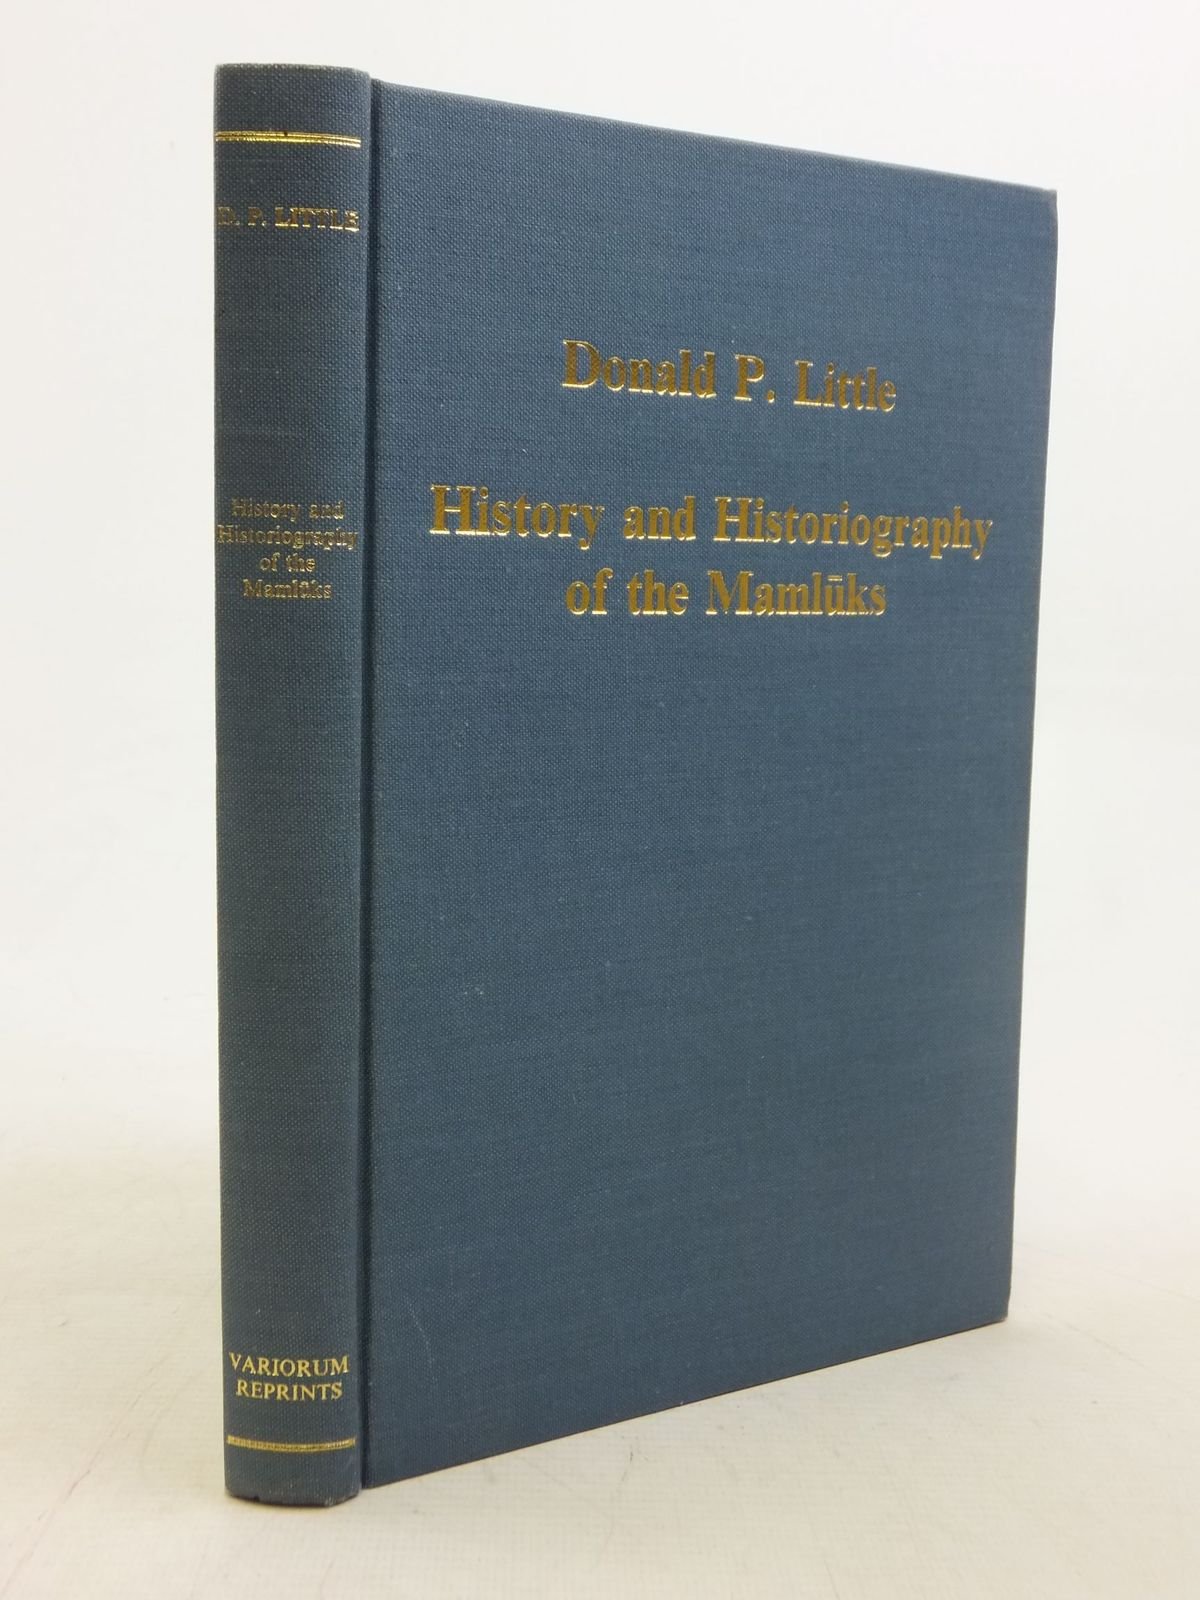 D. P. LITTLE
History and
Historiography
of the
Mamlūks
VARIORUM
REPRINTS
Donald P. Little
History and Historiography
of the Mamlūks